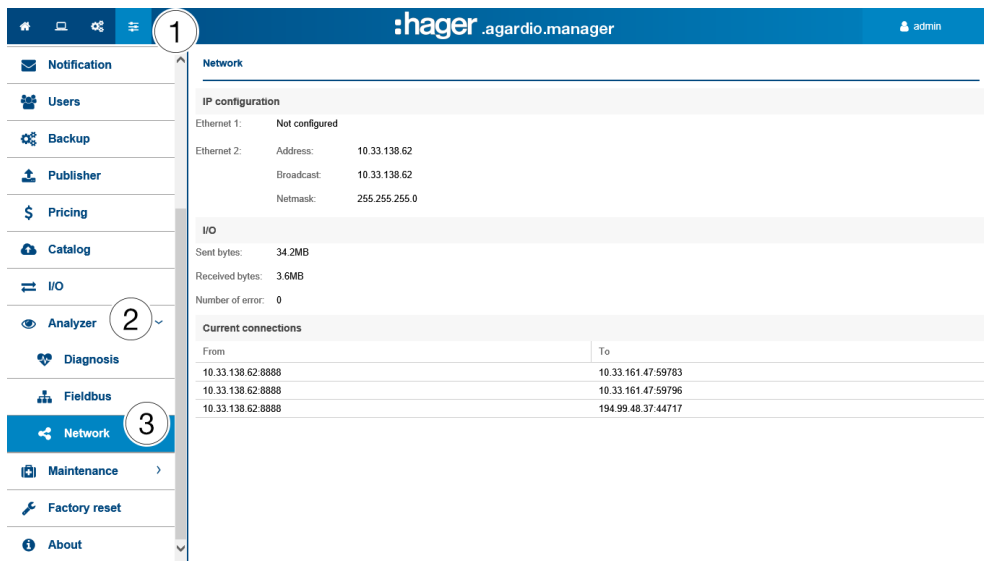 1
:hager .agardio.manager
admin
Notification
Users
Backup
Publisher
Pricing
Catalog
I/O
Analyzer
2
Diagnosis
Fieldbus
Network
3
Maintenance
Factory reset
About
Network
IP configuration
Ethernet 1: Not configured
Ethernet 2: Address: 10.33.138.62
Broadcast: 10.33.138.62
Netmask: 255.255.255.0
I/O
Sent bytes: 34.2MB
Received bytes: 3.6MB
Number of error: 0
Current connections
From To
10.33.138.62:8888 10.33.161.47:59783
10.33.138.62:8888 10.33.161.47:59796
10.33.138.62:8888 194.99.48.37:44717